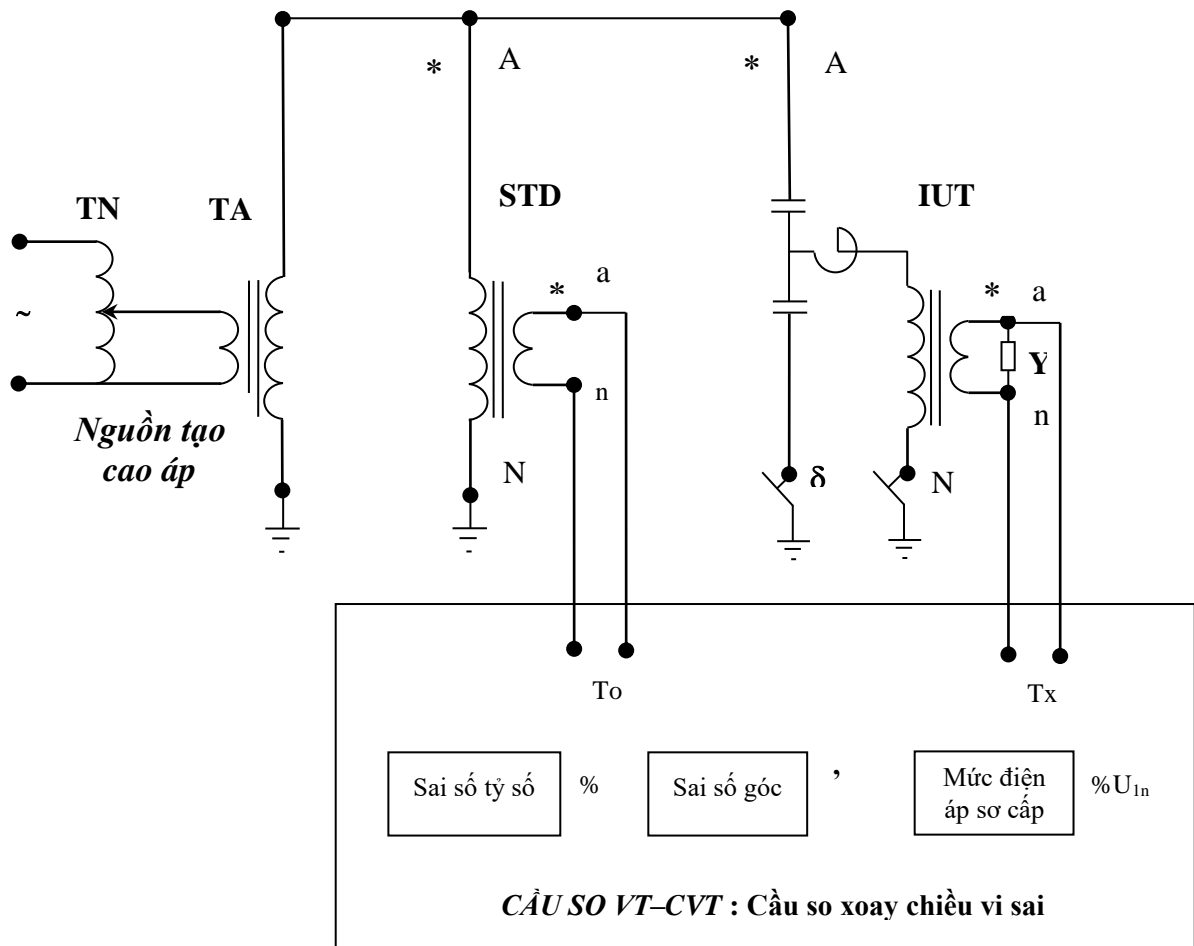 * A
* A
TN TA STD IUT
a
* * a
~
Y
n n
Nguồn tạo
cao áp
N δ N
To Tx
Sai số tỷ số % Sai số góc ’ Mức điện
áp sơ cấp %U1n
CẦU SO VT–CVT : Cầu so xoay chiều vi sai